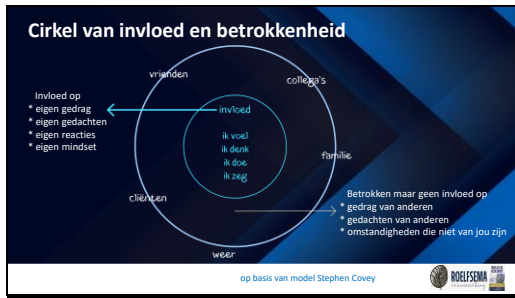 Cirkel van invloed en betrokkenheid
vrienden
collega's
Invloed op
* eigen gedrag
* eigen gedachten
* eigen reacties
* eigen mindset
invloed
ik voel
ik denk
ik doe
ik zeg
familie
cliënten
Betrokken maar geen invloed op
* gedrag van anderen
* gedachten van anderen
* omstandigheden die niet van jou zijn
weer
op basis van model Stephen Covey
ROELFSEMA